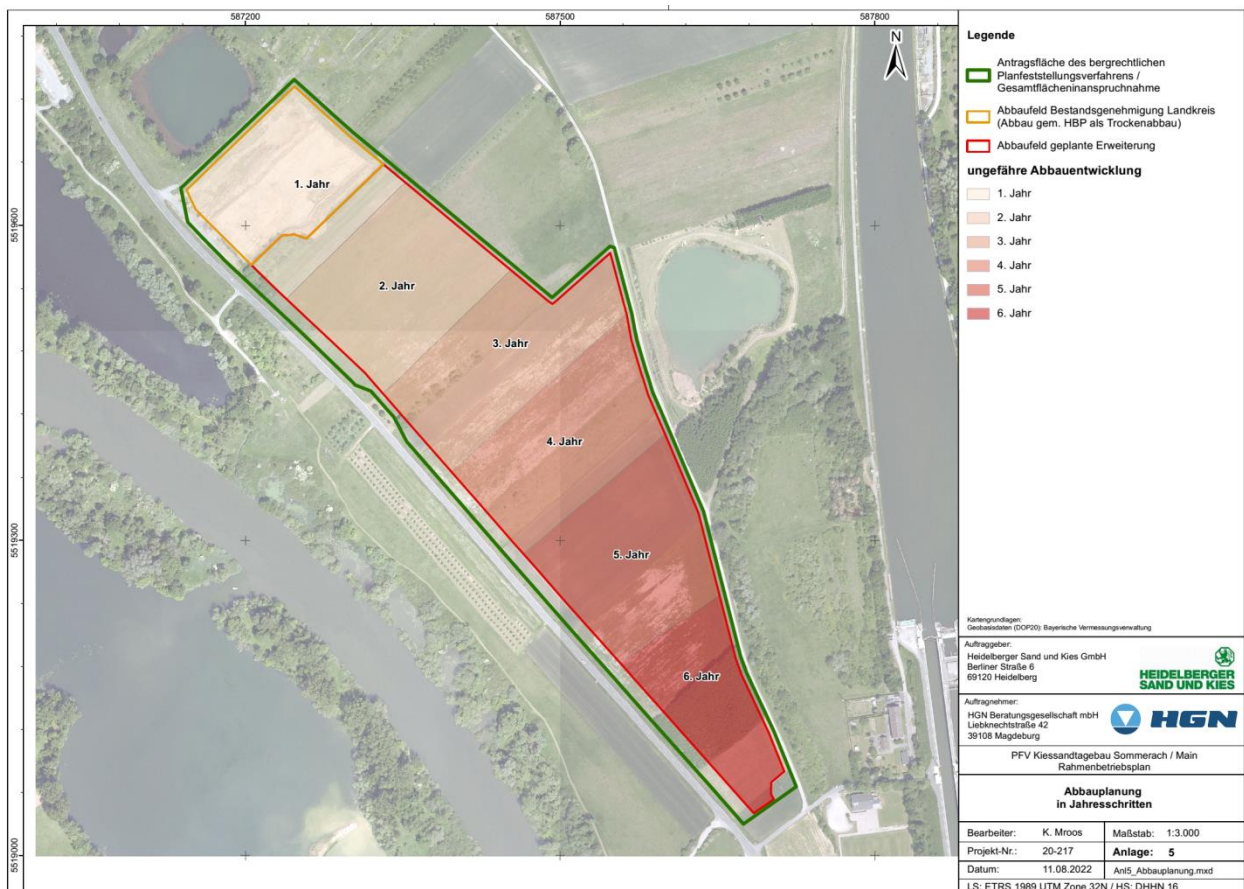 587200
587500
587800
5519600
5519300
5519000
N
1. Jahr
2. Jahr
3. Jahr
4. Jahr
5. Jahr
6. Jahr
Legende
Antragsfläche des bergrechtlichen
Planfeststellungsverfahrens /
Gesamtflächeninanspruchnahme
Abbaufeld Bestandsgenehmigung Landkreis
(Abbau gem. HBP als Trockenabbau)
Abbaufeld geplante Erweiterung
ungefähre Abbauentwicklung
1. Jahr
2. Jahr
3. Jahr
4. Jahr
5. Jahr
6. Jahr
Kartengrundlagen:
Geobasisdaten (DOP20): Bayerische Vermessungsverwaltung
Auftraggeber:
Heidelberger Sand und Kies GmbH
Berliner Straße 6
69120 Heidelberg
HEIDELBERGER
SAND UND KIES
Auftragnehmer:
HGN Beratungsgesellschaft mbH
Liebknechtstraße 42
39108 Magdeburg
HGN
PFV Kiessandtagebau Sommerach / Main
Rahmenbetriebsplan
Abbauplanung
in Jahresschritten
Bearbeiter: K. Mroos Maßstab: 1:3.000
Projekt-Nr.: 20-217 Anlage: 5
Datum: 11.08.2022 Anl5_Abbauplanung.mxd
LS: ETRS 1989 UTM Zone 32N / HS: DHHN 16